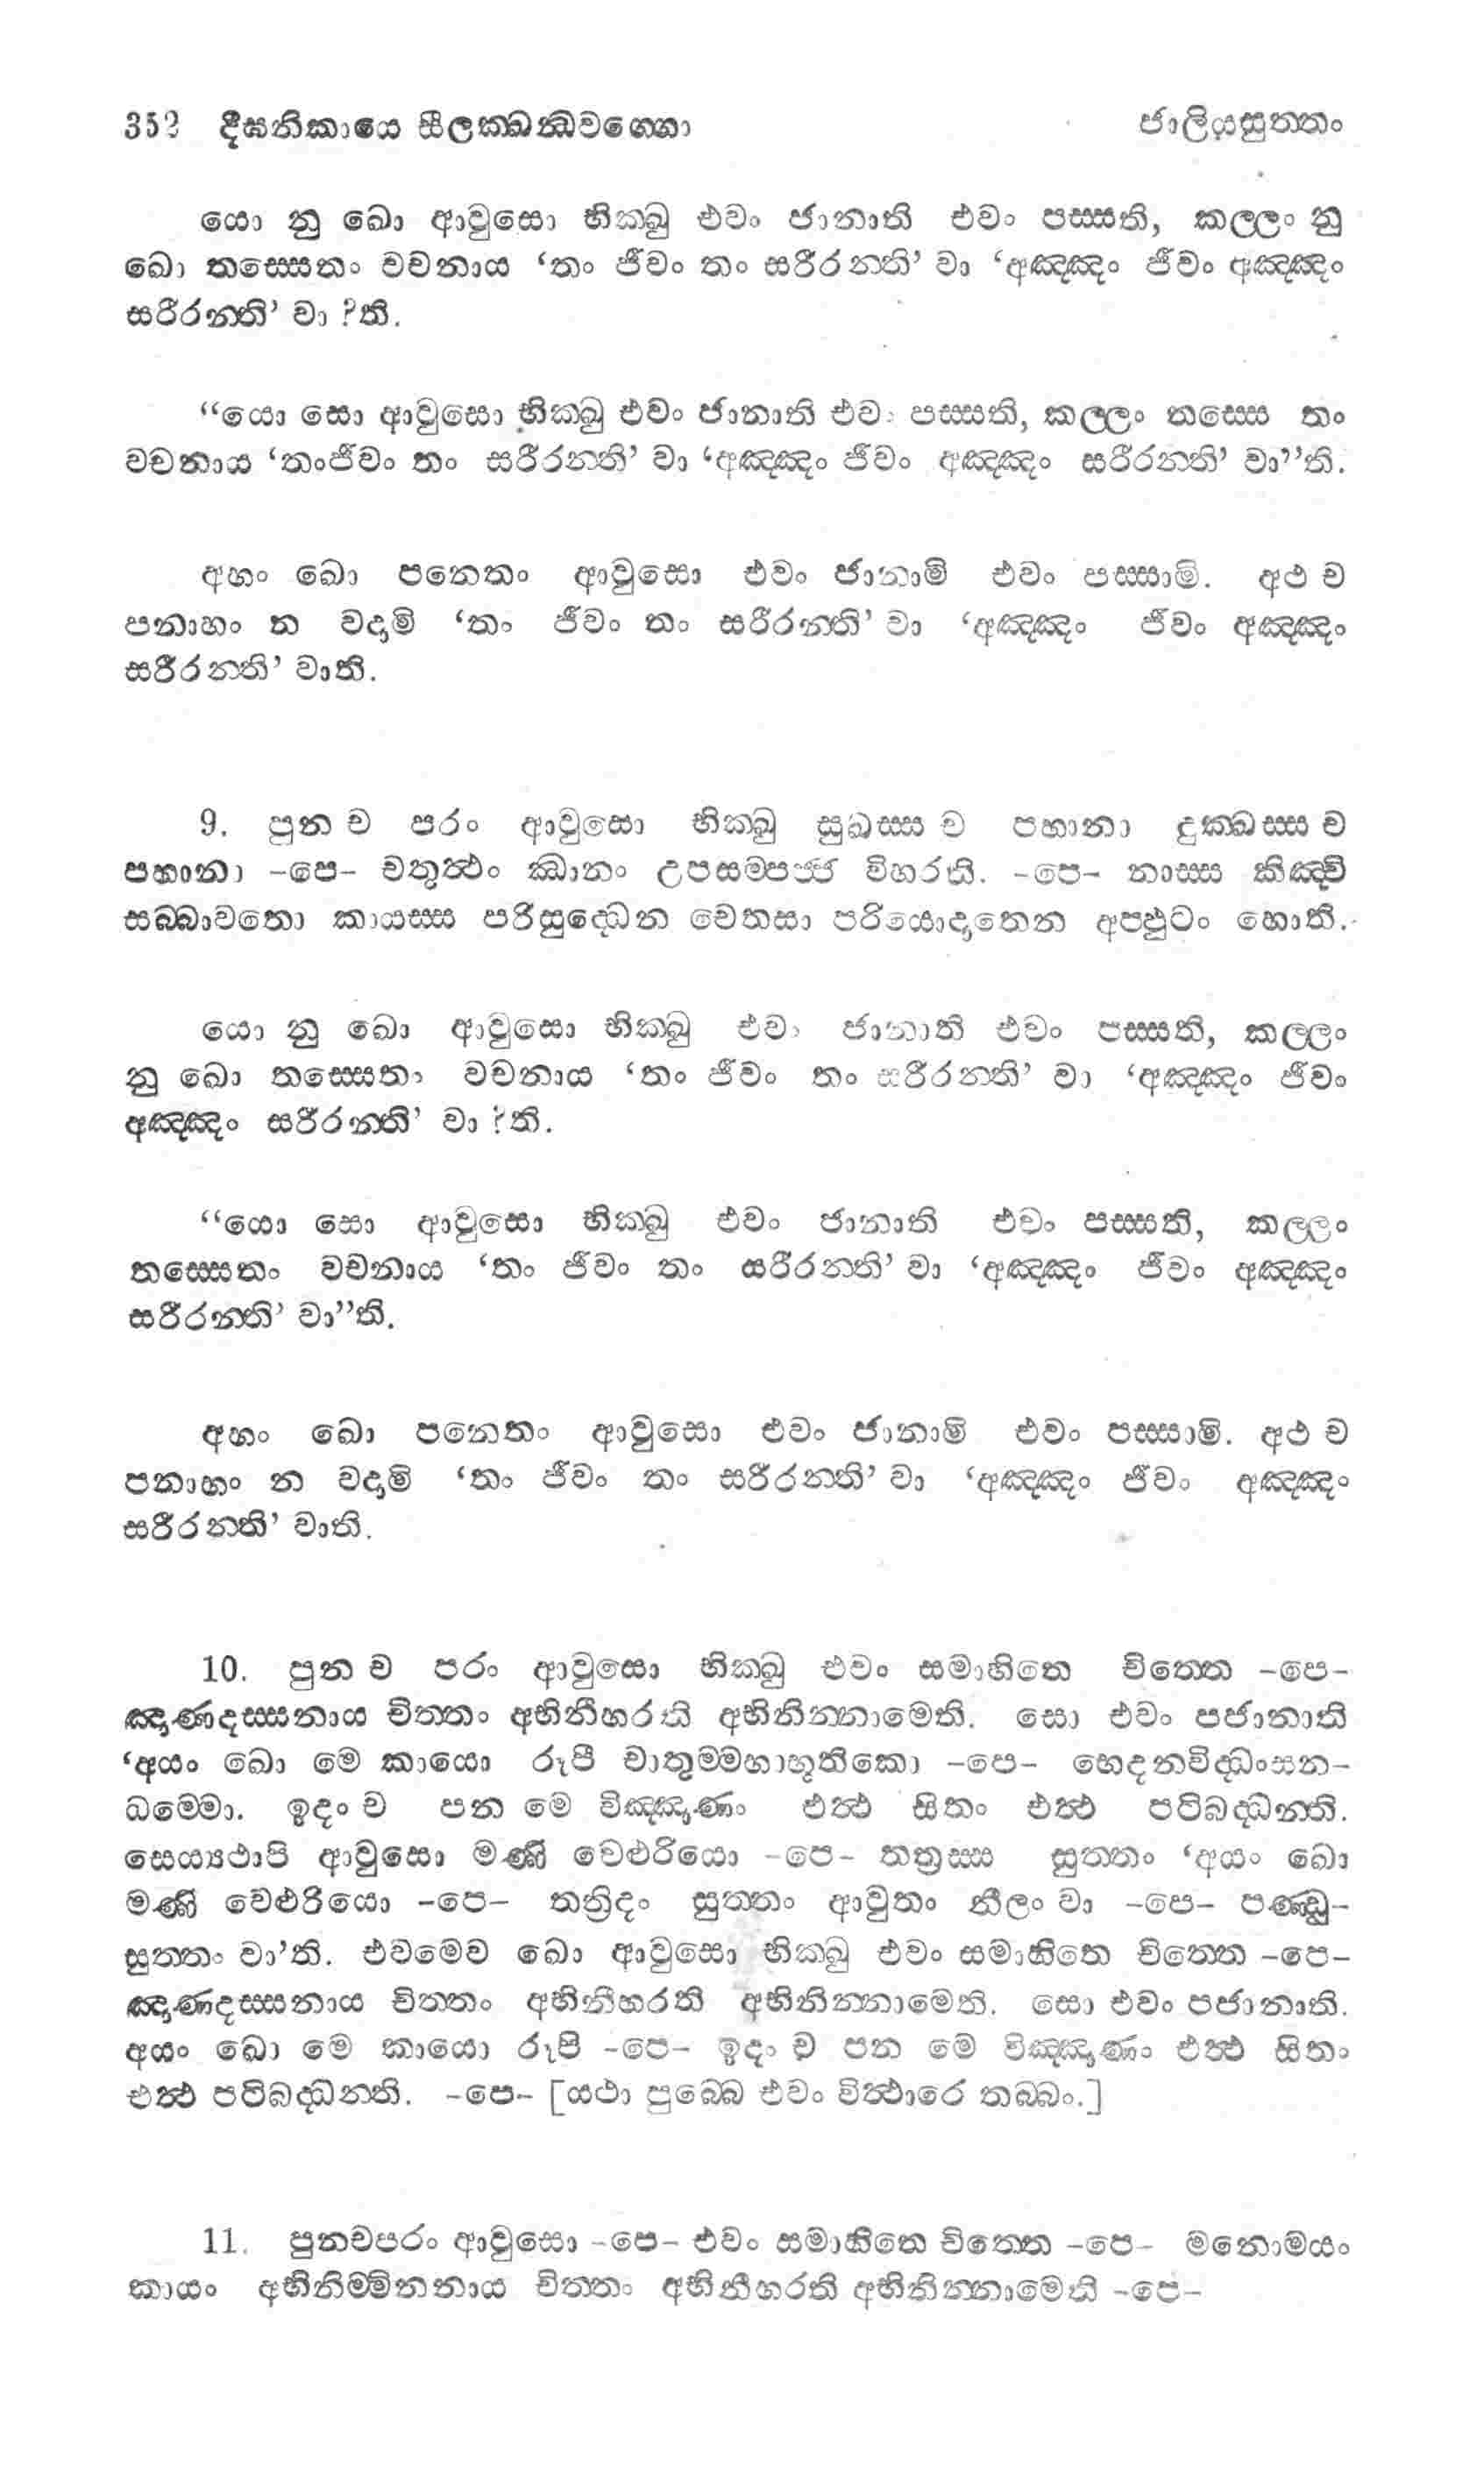 352 දීඝනිකායෙ සීලක්ඛන්ධවග්ගො ජාලියසුත්තං
යො නු ඛො ආවුසො භික්ඛු එවං ජානාති එවං පස්සති, කල්ලං නු
ඛො තස්සෙතං වචනාය ‘තං ජීවං තං සරීරන්ති’ වා ‘අඤ්ඤං ජීවං අඤ්ඤං
සරීරන්ති’ වා ?ති.
“යො සො ආවුසො භික්ඛු එවං ජානාති එවං පස්සති, කල්ලං තස්සෙ තං
වචනාය ‘තංජීවං තං සරීරන්ති’ වා ‘අඤ්ඤං ජීවං අඤ්ඤං සරීරන්ති’ වා”ති.
අහං ඛො පනෙතං ආවුසො එවං ජානාමි එවං පස්සාමි. අථ ච
පනාහං න වදාමි ‘තං ජීවං තං සරීරන්ති’ වා ‘අඤ්ඤං ජීවං අඤ්ඤං
සරීරන්ති’ වාති.
9. පුන ච පරං ආවුසො භික්ඛු සුඛස්ස ච පහානා දුක්ඛස්ස ච
පහානා -පෙ- චතුත්ථං ඣානං උපසම්පජ්ජ විහරති. -පෙ- නාස්ස කිඤ්චි
සබ්බාවතො කායස්ස පරිසුද්ධෙන චෙතසා පරියොදාතෙන අප්ඵුටං හොති.
යො නු ඛො ආවුසො භික්ඛු එවං ජානාති එවං පස්සති, කල්ලං
නු ඛො තස්සෙතං වචනාය ‘තං ජීවං තං සරීරන්ති’ වා ‘අඤ්ඤං ජීවං
අඤ්ඤං සරීරන්ති’ වා ?ති.
“යො සො ආවුසො භික්ඛු එවං ජානාති එවං පස්සති, කල්ලං
තස්සෙතං වචනාය ‘තං ජීවං තං සරීරන්ති’ වා ‘අඤ්ඤං ජීවං අඤ්ඤං
සරීරන්ති’ වා”ති.
අහං ඛො පනෙතං ආවුසො එවං ජානාමි එවං පස්සාමි. අථ ච
පනාහං න වදාමි ‘තං ජීවං තං සරීරන්ති’ වා ‘අඤ්ඤං ජීවං අඤ්ඤං
සරීරන්ති’ වාති.
10. පුන ච පරං ආවුසො භික්ඛු එවං සමාහිතෙ චිත්තෙ -පෙ-
ඤාණදස්සනාය චිත්තං අභිනීහරති අභිනින්නාමෙති. සො එවං පජානාති
‘අයං ඛො මෙ කායො රූපී චාතුම්මහාභූතිකො -පෙ- භෙදනවිද්ධංසන-
ධම්මො. ඉදං ච පන මෙ විඤ්ඤාණං එත්ථ සිතං එත්ථ පටිබද්ධන්ති.
සෙය්‍යථාපි ආවුසො මණි වෙළුරියො -පෙ- තත්‍රස්ස සුත්තං ‘අයං ඛො
මණි වෙළුරියො -පෙ- තත්‍රිදං සුත්තං ආවුතං නීලං වා -පෙ- පණ්ඩු-
සුත්තං වා’ති. එවමෙව ඛො ආවුසො භික්ඛු එවං සමාහිතෙ චිත්තෙ -පෙ-
ඤාණදස්සනාය චිත්තං අභිනීහරති අභිනින්නාමෙති. සො එවං පජානාති.
අයං ඛො මෙ කායො රූපි -පෙ- ඉදං ච පන මෙ විඤ්ඤාණං එත්ථ සිතං
එත්ථ පටිබද්ධන්ති. -පෙ- [යථා පුබ්බෙ එවං විත්ථාරෙ තබ්බං.]
11. පුනචපරං ආවුසො -පෙ- එවං සමාහිතෙ චිත්තෙ -පෙ- මනොමයං
කායං අභිනිම්මිනනාය චිත්තං අභිනීහරති අභිනින්නාමෙති -පෙ-